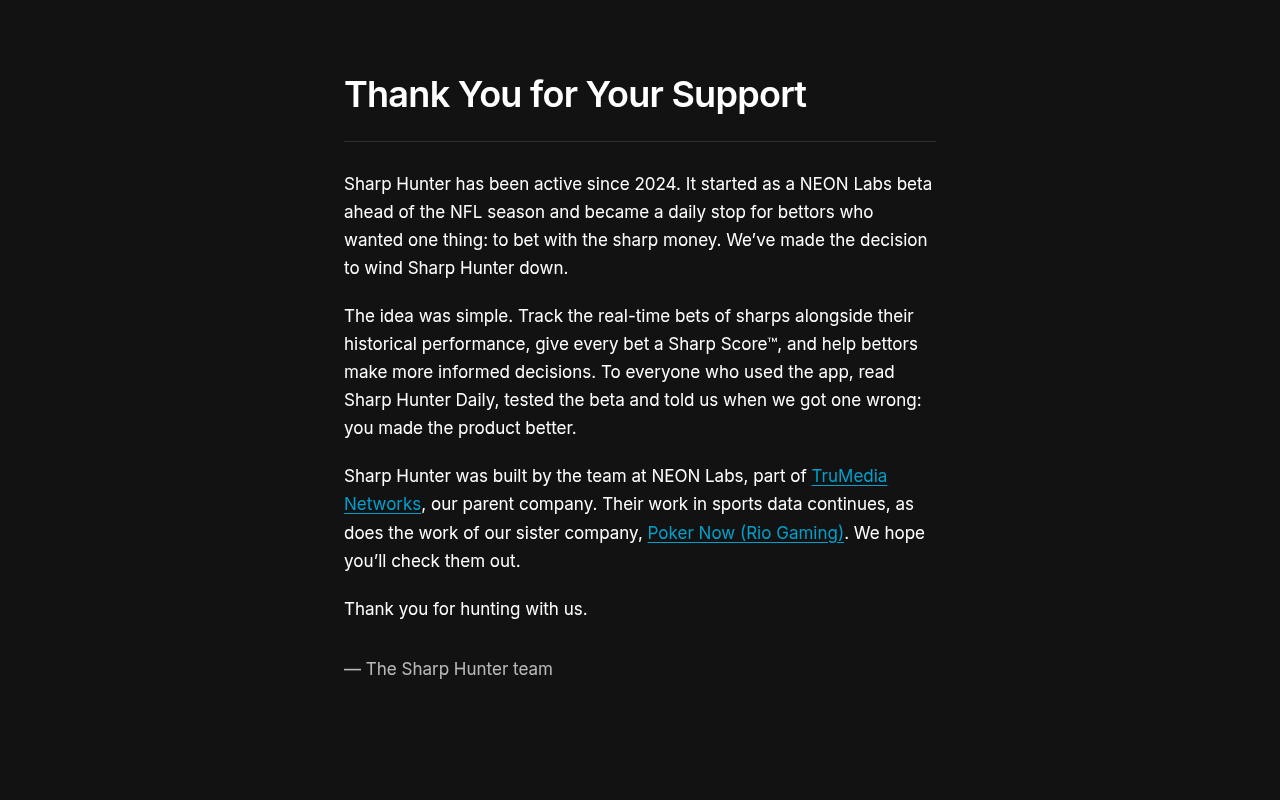 Thank You for Your Support
Sharp Hunter has been active since 2024. It started as a NEON Labs beta
ahead of the NFL season and became a daily stop for bettors who
wanted one thing: to bet with the sharp money. We’ve made the decision
to wind Sharp Hunter down.
The idea was simple. Track the real-time bets of sharps alongside their
historical performance, give every bet a Sharp Score™, and help bettors
make more informed decisions. To everyone who used the app, read
Sharp Hunter Daily, tested the beta and told us when we got one wrong:
you made the product better.
Sharp Hunter was built by the team at NEON Labs, part of TruMedia
Networks, our parent company. Their work in sports data continues, as
does the work of our sister company, Poker Now (Rio Gaming). We hope
you’ll check them out.
Thank you for hunting with us.
— The Sharp Hunter team